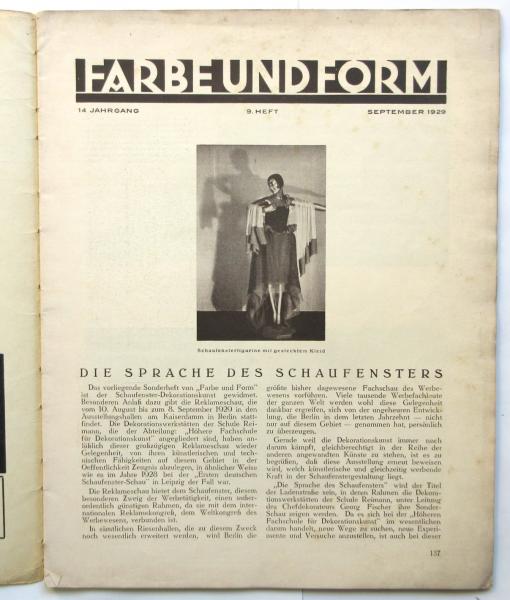 FARBE UND FORM
14 JAHRGANG 9. HEFT SEPTEMBER 1929
Schaufensterfigurine mit gestecktem Kleid
DIE SPRACHE DES SCHAUFENSTERS
Das vorliegende Sonderheft von „Farbe und Form"
ist der Schaufenster-Dekorationskunst gewidmet.
Besonderen Anlaß dazu gibt die Reklameschau, die
vom 10. August bis zum 8. September 1929 in den
Ausstellungshallen am Kaiserdamm in Berlin statt-
findet. Die Dekorationswerkstätten der Schule Rei-
mann, die der Abteilung: „Höhere Fachschule
für Dekorationskunst" angegliedert sind, haben an-
läßlich dieser großzügigen Reklameschau wieder
Gelegenheit, von ihren künstlerischen und tech-
nischen Fähigkeiten auf diesem Gebiet in der
Oeffentlichkeit Zeugnis abzulegen, in ähnlicher Weise
wie es im Jahre 1928 bei der „Ersten deutschen
Schaufenster-Schau" in Leipzig der Fall war.
Die Reklameschau bietet dem Schaufenster, diesem
besonderen Zweig der Werbetätigkeit, einen außer-
ordentlich günstigen Rahmen, da sie mit dem inter-
nationalen Reklamekongreß, dem Weltkongreß des
Werbewesens, verbunden ist.
In sämtlichen Riesenhallen, die zu diesem Zweck
noch wesentlich erweitert werden, wird Berlin die
größte bisher dagewesene Fachschau des Werbe-
wesens vorführen. Viele tausende Werbefachleute
der ganzen Welt werden wohl diese Gelegenheit
dankbar ergreifen, sich von der ungeheuren Entwick-
lung, die Berlin in dem letzten Jahrzehnt — nicht
nur auf diesem Gebiet — genommen hat, persönlich
zu überzeugen.
Gerade weil die Dekorationskunst immer noch
darum kämpft, gleichberechtigt in der Reihe der
anderen angewandten Künste zu stehen, ist es zu
begrüßen, daß diese Ausstellung erneut beweisen
wird, welch künstlerische und gleichzeitig werbende
Kraft in der Schaufenstergestaltung liegt.
„Die Sprache des Schaufensters" wird der Titel
der Ladenstraße sein, in deren Rahmen die Dekora-
tionswerkstätten der Schule Reimann, unter Leitung
des Chefdekorateurs Georg Fischer ihre Sonder-
Schau zeigen werden. Da es sich bei der „Höheren
Fachschule für Dekorationskunst" im wesentlichen
darum handelt, neue Wege zu suchen, neue Experi-
mente und Versuche anzustellen, ist auch bei dieser
137